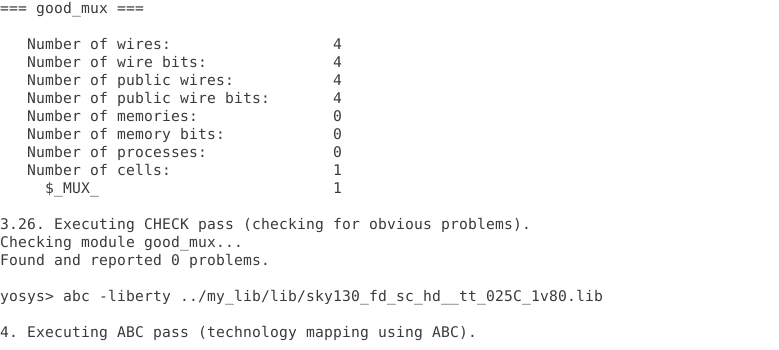 === good_mux ===
Number of wires: 4
Number of wire bits: 4
Number of public wires: 4
Number of public wire bits: 4
Number of memories: 0
Number of memory bits: 0
Number of processes: 0
Number of cells: 1
$_MUX_ 1
3.26. Executing CHECK pass (checking for obvious problems).
Checking module good_mux...
Found and reported 0 problems.
yosys> abc -liberty ../my_lib/lib/sky130_fd_sc_hd__tt_025C_1v80.lib
4. Executing ABC pass (technology mapping using ABC).